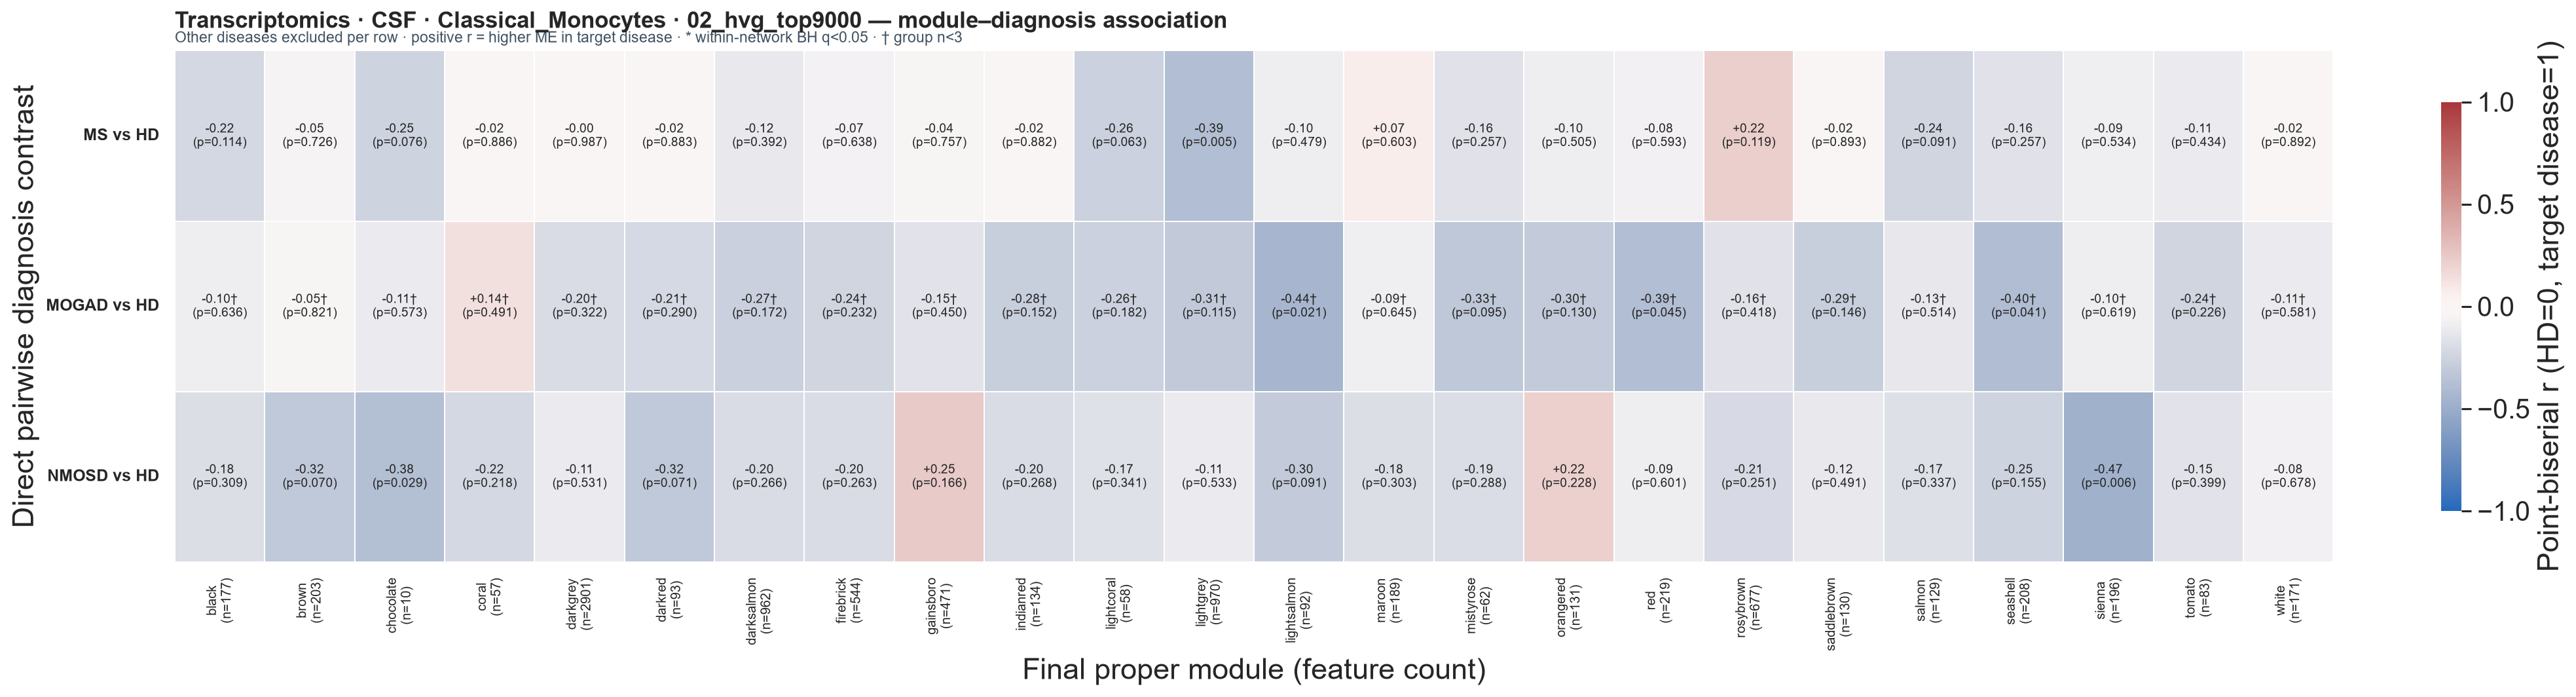 Transcriptomics · CSF · Classical_Monocytes · 02_hvg_top9000 — module–diagnosis association
Other diseases excluded per row · positive r = higher ME in target disease · * within-network BH q<0.05 · † group n<3
Direct pairwise diagnosis contrast
MS vs HD
-0.22 (p=0.114)
-0.05 (p=0.726)
-0.25 (p=0.076)
-0.02 (p=0.886)
-0.00 (p=0.987)
-0.02 (p=0.883)
-0.12 (p=0.392)
-0.07 (p=0.638)
-0.04 (p=0.757)
-0.02 (p=0.882)
-0.26 (p=0.063)
-0.39 (p=0.005)
-0.10 (p=0.479)
+0.07 (p=0.603)
-0.16 (p=0.257)
-0.10 (p=0.505)
-0.08 (p=0.593)
+0.22 (p=0.119)
-0.02 (p=0.893)
-0.24 (p=0.091)
-0.16 (p=0.257)
-0.09 (p=0.534)
-0.11 (p=0.434)
-0.02 (p=0.892)
MOGAD vs HD
-0.10† (p=0.636)
-0.05† (p=0.821)
-0.11† (p=0.573)
+0.14† (p=0.491)
-0.20† (p=0.322)
-0.21† (p=0.290)
-0.27† (p=0.172)
-0.24† (p=0.232)
-0.15† (p=0.450)
-0.28† (p=0.152)
-0.26† (p=0.182)
-0.31† (p=0.115)
-0.44† (p=0.021)
-0.09† (p=0.645)
-0.33† (p=0.095)
-0.30† (p=0.130)
-0.39† (p=0.045)
-0.16† (p=0.418)
-0.29† (p=0.146)
-0.13† (p=0.514)
-0.40† (p=0.041)
-0.10† (p=0.619)
-0.24† (p=0.226)
-0.11† (p=0.581)
NMOSD vs HD
-0.18 (p=0.309)
-0.32 (p=0.070)
-0.38 (p=0.029)
-0.22 (p=0.218)
-0.11 (p=0.531)
-0.32 (p=0.071)
-0.20 (p=0.266)
-0.20 (p=0.263)
+0.25 (p=0.166)
-0.20 (p=0.268)
-0.17 (p=0.341)
-0.11 (p=0.533)
-0.30 (p=0.091)
-0.18 (p=0.303)
-0.19 (p=0.288)
+0.22 (p=0.228)
-0.09 (p=0.601)
-0.21 (p=0.251)
-0.12 (p=0.491)
-0.17 (p=0.337)
-0.25 (p=0.155)
-0.47 (p=0.006)
-0.15 (p=0.399)
-0.08 (p=0.678)
black (n=177)
brown (n=203)
chocolate (n=10)
coral (n=57)
darkgrey (n=2901)
darkred (n=93)
darksalmon (n=962)
firebrick (n=544)
gainsboro (n=471)
indianred (n=134)
lightcoral (n=58)
lightgrey (n=970)
lightsalmon (n=92)
maroon (n=189)
mistyrose (n=62)
orangered (n=131)
red (n=219)
rosybrown (n=677)
saddlebrown (n=130)
salmon (n=129)
seashell (n=208)
sienna (n=196)
tomato (n=83)
white (n=171)
Final proper module (feature count)
1.0
0.5
0.0
−0.5
−1.0
Point-biserial r (HD=0, target disease=1)